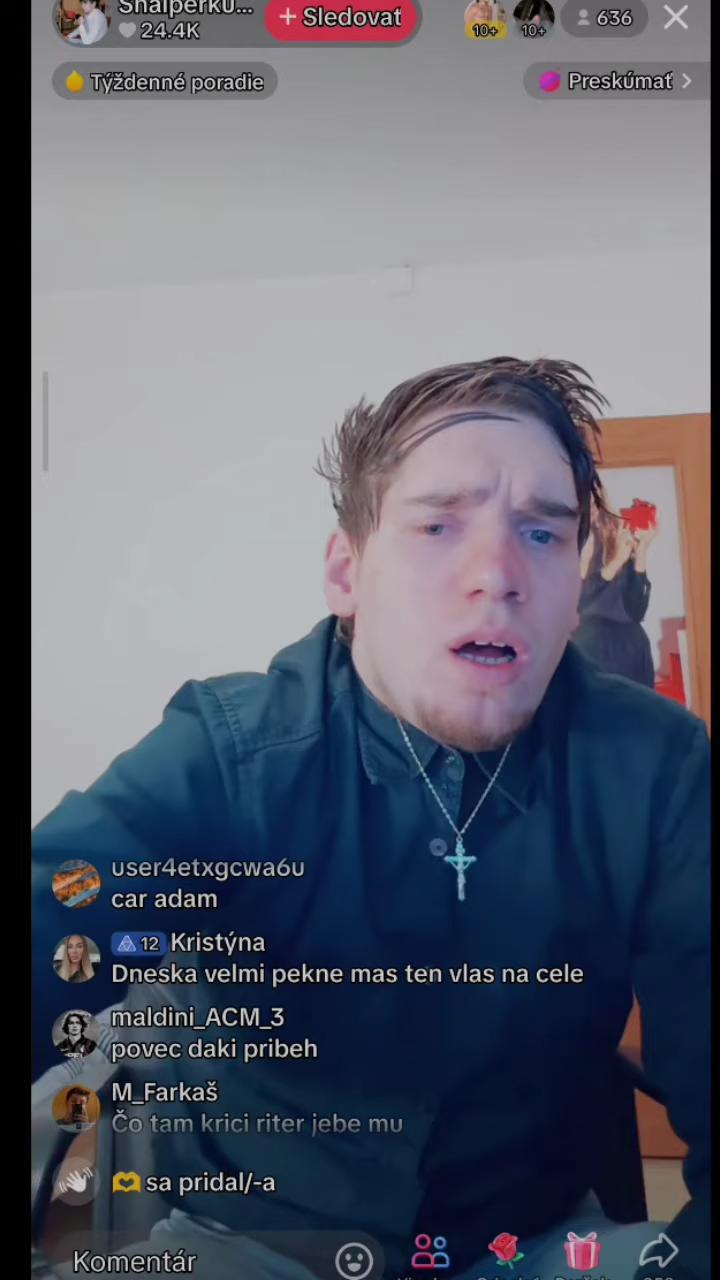 Shaiperku...
24.4K
+ Sledovať
10+
10+
636
Týždenné poradie
Preskúmať
user4etxgcwa6u
car adam
12 Kristýna
Dneska velmi pekne mas ten vlas na cele
maldini_ACM_3
povec daki pribeh
M_Farkaš
Čo tam krici riter jebe mu
sa pridal/-a
Komentár